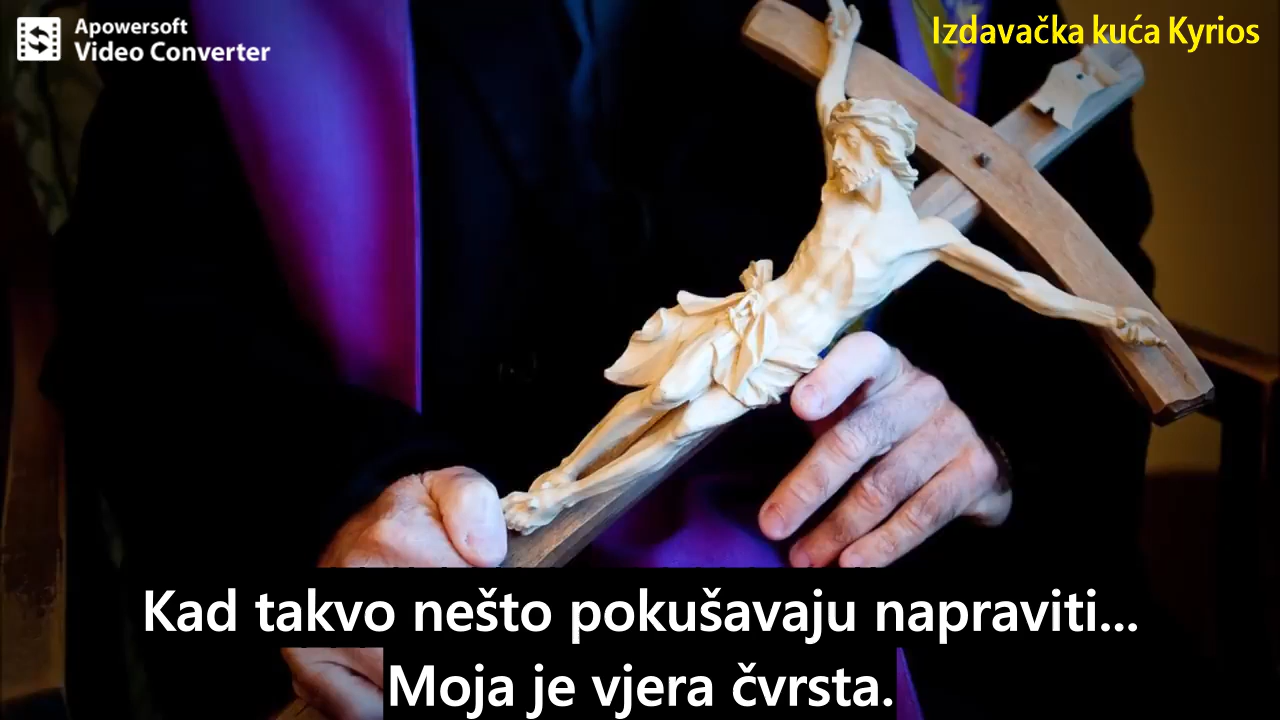 Apowersoft
Video Converter
Izdavačka kuća Kyrios
Kad takvo nešto pokušavaju napraviti...
Moja je vjera čvrsta.